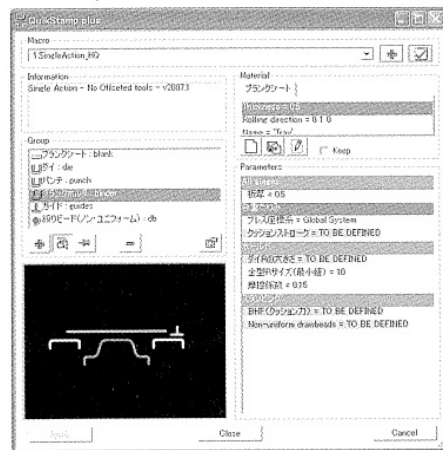 QuikStamp plus
Macro
1.SingleAction_HQ
Information
Single Action - No Offseted tools - v2007.1
Group
ブランクシート : blank
ダイ : die
パンチ : punch
ガイド : guides
Material
ブランクシート
Thickness = 0.5
Rolling direction = 0 1 0
Keep
Parameters
板厚 = 0.5
プレス座標系 = Global System
クッションストローク = TO BE DEFINED
ダイRの大きさ = TO BE DEFINED
金型Rサイズ(最小値) = 10
摩擦係数 = 0.15
BHF(クッション力) = TO BE DEFINED
Non-uniform drawbeads = TO BE DEFINED
Apply
Close
Cancel